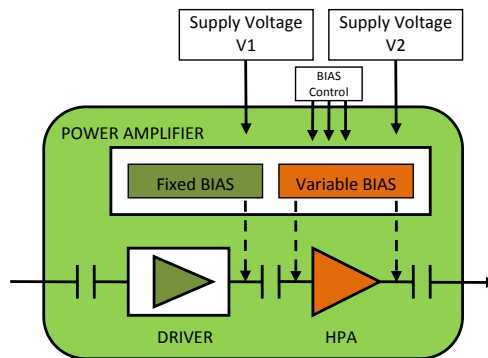 Supply Voltage
V1
Supply Voltage
V2
BIAS
Control
POWER AMPLIFIER
Fixed BIAS
Variable BIAS
DRIVER
HPA